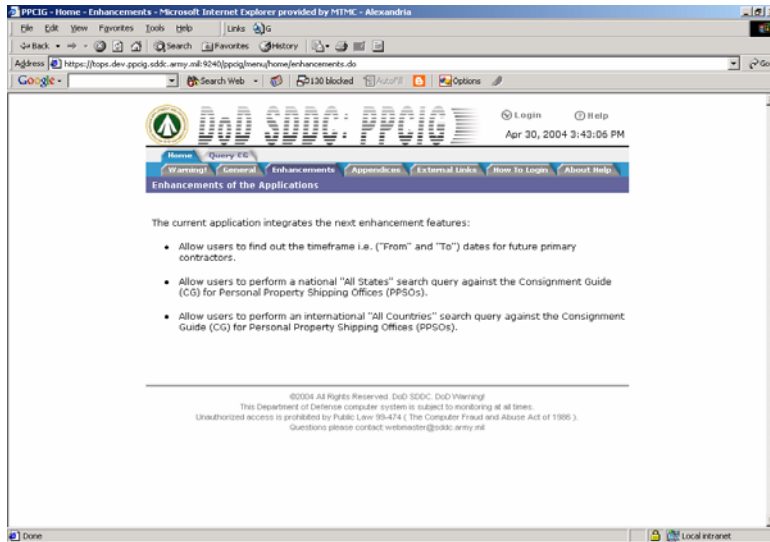 PPCIG - Home - Enhancements - Microsoft Internet Explorer provided by MTMC - Alexandria
File Edit View Favorites Tools Help Links G
Back Search Favorites History
Address https://tops.dev.ppcig.sddc.army.mil:9240/ppcig/menu/home/enhancements.do Go
Google Search Web 130 blocked AutoFill Options
DoD SDDC: PPCIG
Login Help
Apr 30, 2004 3:43:06 PM
Home Query CG
Warning! General Enhancements Appendices External Links How To Login About Help
Enhancements of the Applications
The current application integrates the next enhancement features:
• Allow users to find out the timeframe i.e. ("From" and "To") dates for future primary
contractors.
• Allow users to perform a national "All States" search query against the Consignment Guide
(CG) for Personal Property Shipping Offices (PPSOs).
• Allow users to perform an international "All Countries" search query against the Consignment
Guide (CG) for Personal Property Shipping Offices (PPSOs).
©2004 All Rights Reserved. DoD SDDC. DoD Warning!
This Department of Defense computer system is subject to monitoring at all times.
Unauthorized access is prohibited by Public Law 99-474 ( The Computer Fraud and Abuse Act of 1986 ).
Questions please contact webmaster@sddc.army.mil
Done Local intranet